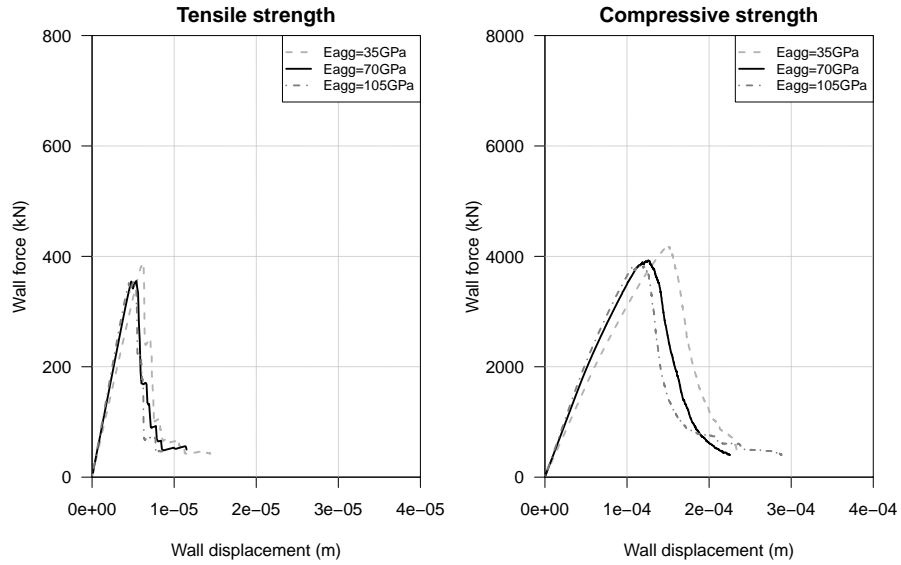 Tensile strength
800
600
400
200
0
Wall force (kN)
Eagg=35GPa
Eagg=70GPa
Eagg=105GPa
0e+00
1e−05
2e−05
3e−05
4e−05
Wall displacement (m)
Compressive strength
8000
6000
4000
2000
0
Wall force (kN)
Eagg=35GPa
Eagg=70GPa
Eagg=105GPa
0e+00
1e−04
2e−04
3e−04
4e−04
Wall displacement (m)